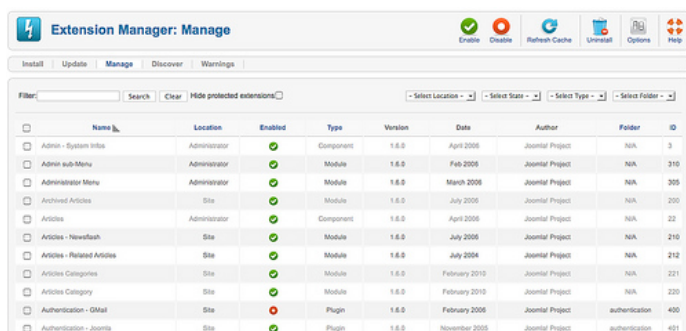 Extension Manager: Manage
Enable Disable Refresh Cache Uninstall Options Help
Install Update Manage Discover Warnings
Filter: Search Clear Hide protected extensions - Select Location - - Select State - - Select Type - - Select Folder -
Name Location Enabled Type Version Date Author Folder ID
Admin - System Infos Administrator Component 1.6.0 April 2006 Joomla! Project N/A 3
Admin sub-Menu Administrator Module 1.6.0 Feb 2006 Joomla! Project N/A 310
Administrator Menu Administrator Module 1.6.0 March 2006 Joomla! Project N/A 305
Archived Articles Site Module 1.6.0 July 2006 Joomla! Project N/A 200
Articles Administrator Component 1.6.0 April 2006 Joomla! Project N/A 22
Articles - Newsflash Site Module 1.6.0 July 2006 Joomla! Project N/A 210
Articles - Related Articles Site Module 1.6.0 July 2004 Joomla! Project N/A 212
Articles Categories Site Module 1.6.0 February 2010 Joomla! Project N/A 221
Articles Category Site Module 1.6.0 February 2010 Joomla! Project N/A 220
Authentication - GMail Site Plugin 1.6.0 February 2006 Joomla! Project authentication 400
Authentication - Joomla Site Plugin 1.6.0 November 2005 Joomla! Project authentication 401